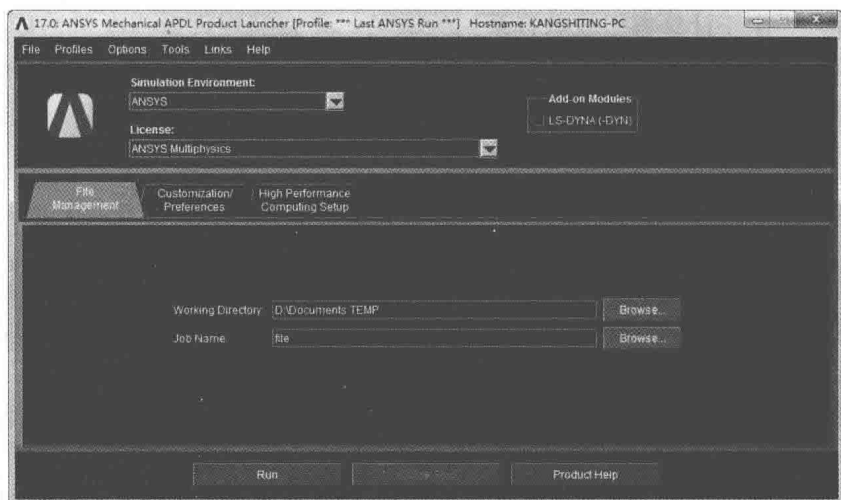 17.0: ANSYS Mechanical APDL Product Launcher [Profile: *** Last ANSYS Run ***] Hostname: KANGSHITING-PC
File Profiles Options Tools Links Help
Simulation Environment:
ANSYS
Add-on Modules
LS-DYNA (-DYN)
License:
ANSYS Multiphysics
File Management
Customization/ Preferences
High Performance Computing Setup
Working Directory: D:\Documents TEMP Browse...
Job Name: file Browse...
Run
Product Help